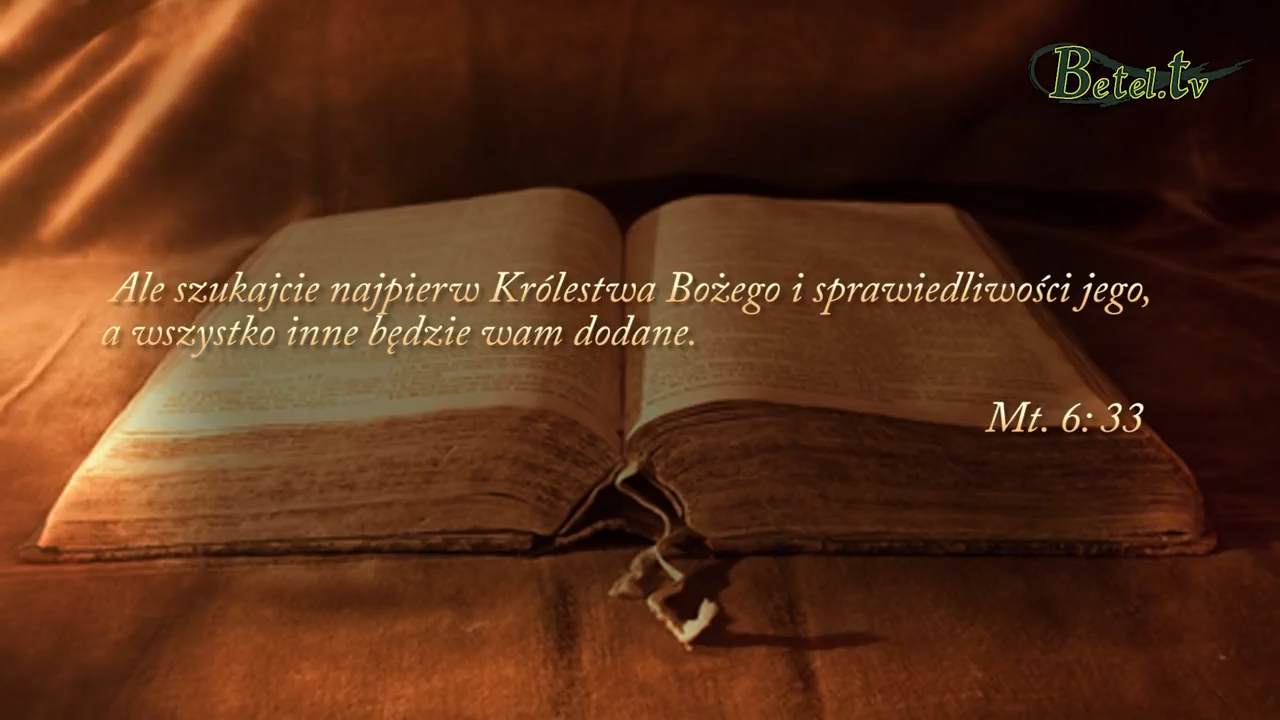 Betel.tv
Ale szukajcie najpierw Królestwa Bożego i sprawiedliwości jego,
a wszystko inne będzie wam dodane.
Mt. 6: 33